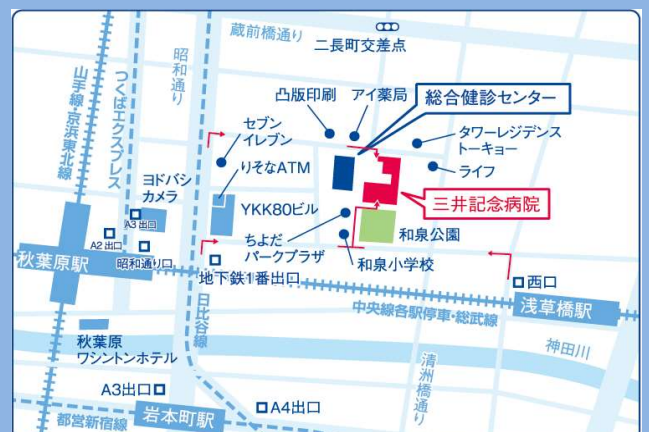 蔵前橋通り
二長町交差点
昭和通り
山手線・京浜東北線
つくばエクスプレス
凸版印刷
アイ薬局
総合健診センター
セブン
イレブン
タワーレジデンス
トーキョー
ライフ
りそなATM
ヨドバシ
カメラ
A3出口
YKK80ビル
三井記念病院
A2出口
昭和通り口
ちよだ
パークプラザ
和泉公園
和泉小学校
秋葉原駅
地下鉄1番出口
西口
浅草橋駅
中央線各駅停車・総武線
日比谷線
秋葉原
ワシントンホテル
神田川
清洲橋通り
A3出口
A4出口
岩本町駅
都営新宿線